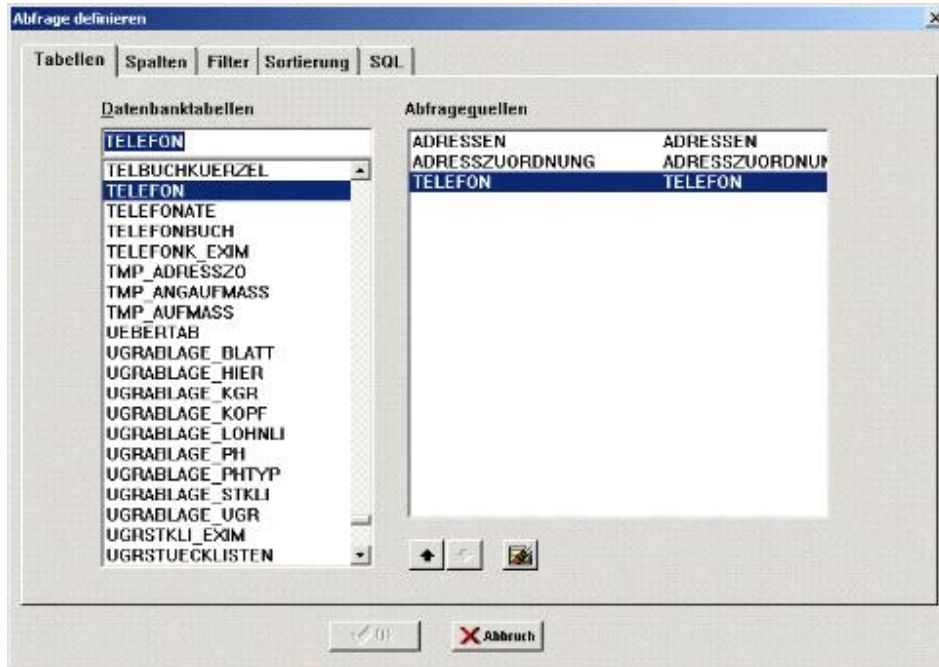 Abfrage definieren
Tabellen Spalten Filter Sortierung SQL
Datenbanktabellen
TELEFON
TELBUCHKUERZEL
TELEFON
TELEFONATE
TELEFONBUCH
TELEFONK_EXIM
TMP_ADRESSZO
TMP_ANGAUFMASS
TMP_AUFMASS
UEBERTAB
UGRABLAGE_BLATT
UGRABLAGE_HIER
UGRABLAGE_KGR
UGRABLAGE_KOPF
UGRABLAGE_LOHNLI
UGRABLAGE_PH
UGRABLAGE_PHTYP
UGRABLAGE_STKLI
UGRABLAGE_UGR
UGRSTKLI_EXIM
UGRSTUECKLISTEN
Abfragequellen
ADRESSEN ADRESSEN
ADRESSZUORDNUNG ADRESSZUORDNUN
TELEFON TELEFON
Abbruch